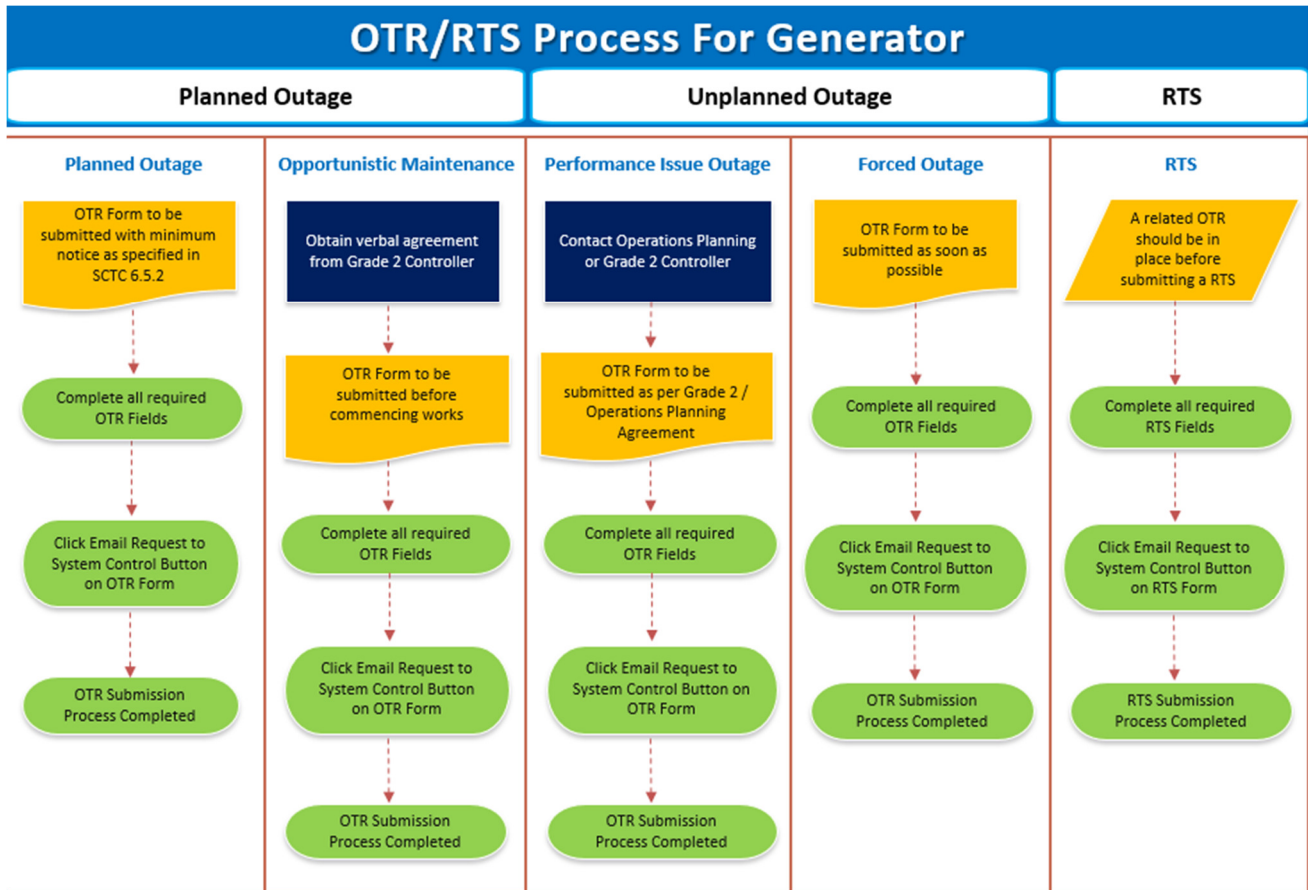 OTR/RTS Process For Generator
Planned Outage
Unplanned Outage
RTS
Planned Outage
OTR Form to be
submitted with minimum
notice as specified in
SCTC 6.5.2
Complete all required
OTR Fields
Click Email Request to
System Control Button
on OTR Form
OTR Submission
Process Completed
Opportunistic Maintenance
Obtain verbal agreement
from Grade 2 Controller
OTR Form to be
submitted before
commencing works
Complete all required
OTR Fields
Click Email Request to
System Control Button
on OTR Form
OTR Submission
Process Completed
Performance Issue Outage
Contact Operations Planning
or Grade 2 Controller
OTR Form to be
submitted as per Grade 2 /
Operations Planning
Agreement
Complete all required
OTR Fields
Click Email Request to
System Control Button on
OTR Form
OTR Submission
Process Completed
Forced Outage
OTR Form to be
submitted as soon as
possible
Complete all required
OTR Fields
Click Email Request to
System Control Button
on OTR Form
OTR Submission
Process Completed
RTS
A related OTR
should be in
place before
submitting a RTS
Complete all required
RTS Fields
Click Email Request to
System Control Button
on RTS Form
RTS Submission
Process Completed